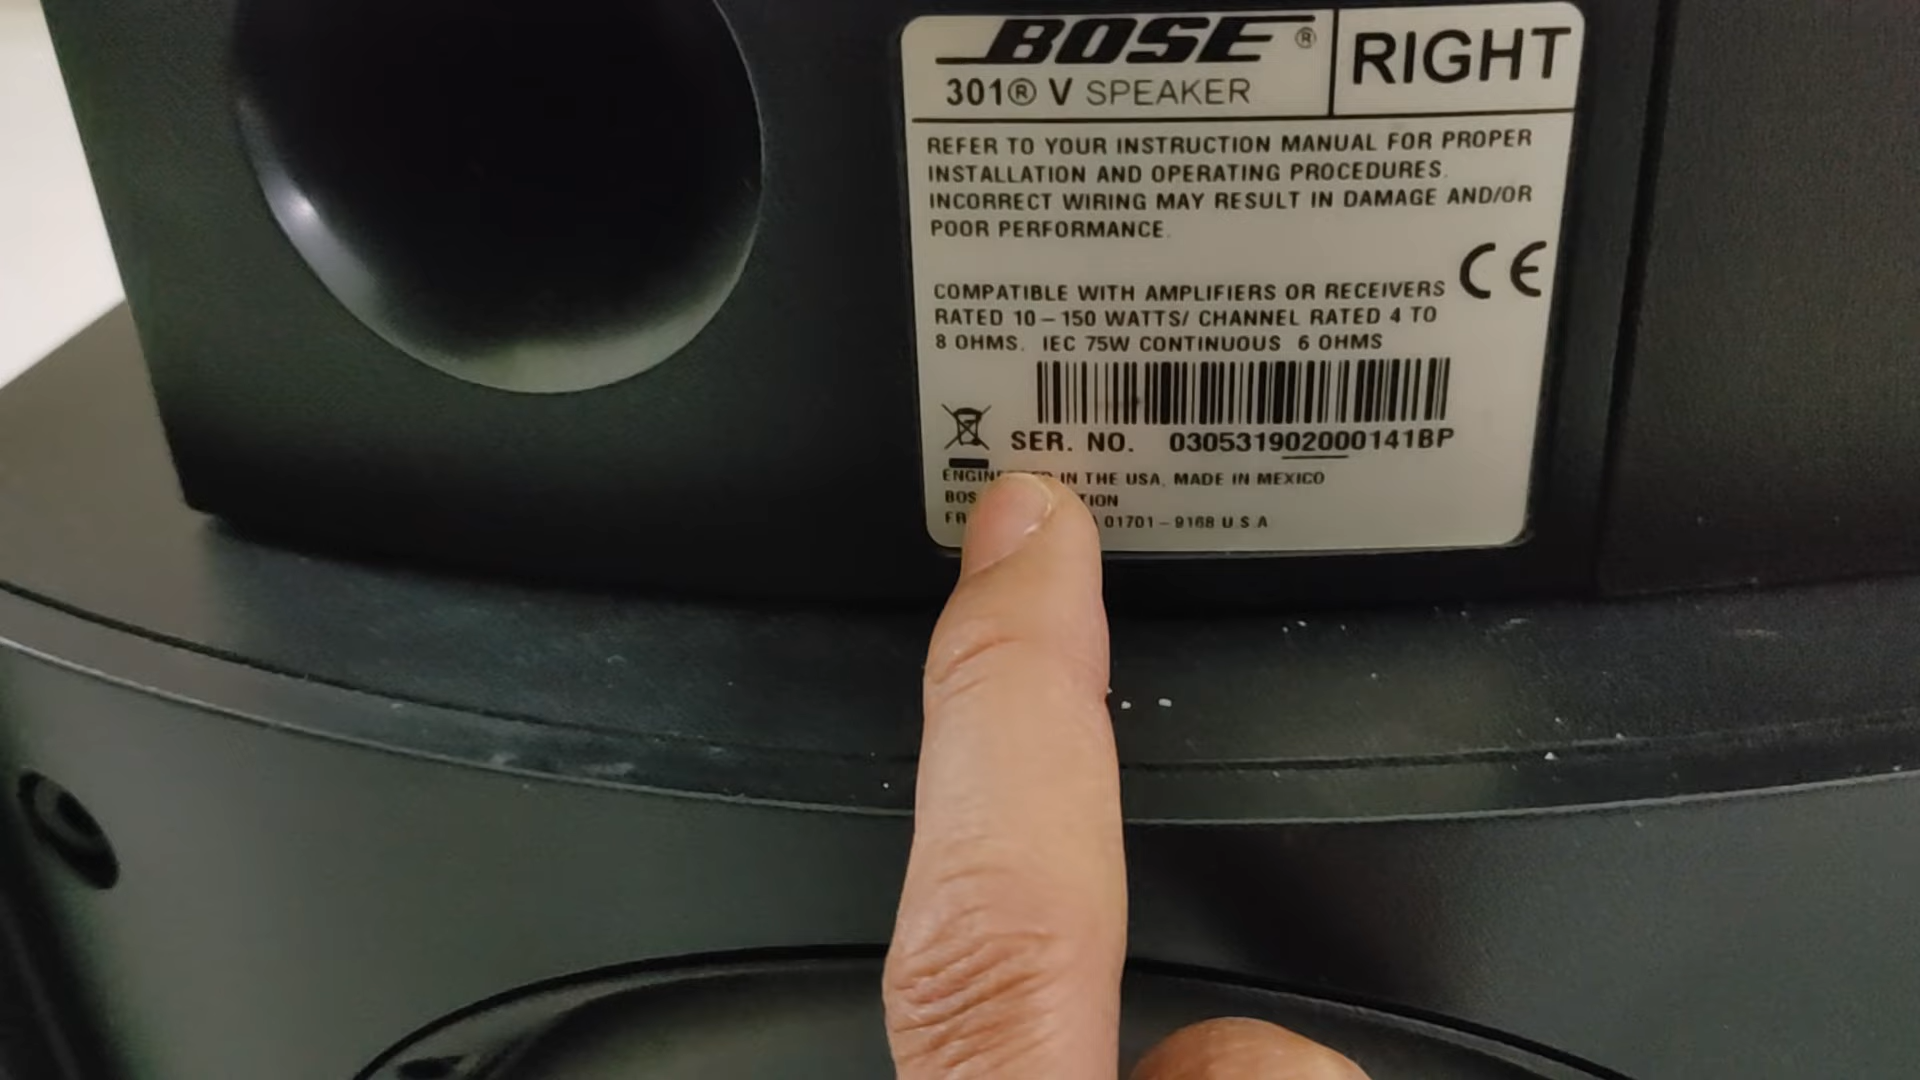 BOSE®
301® V SPEAKER
RIGHT
REFER TO YOUR INSTRUCTION MANUAL FOR PROPER
INSTALLATION AND OPERATING PROCEDURES.
INCORRECT WIRING MAY RESULT IN DAMAGE AND/OR
POOR PERFORMANCE.
CE
COMPATIBLE WITH AMPLIFIERS OR RECEIVERS
RATED 10 – 150 WATTS/ CHANNEL RATED 4 TO
8 OHMS. IEC 75W CONTINUOUS 6 OHMS
SER. NO. 030531902000141BP
IN THE USA, MADE IN MEXICO
01701 – 9168 U S A